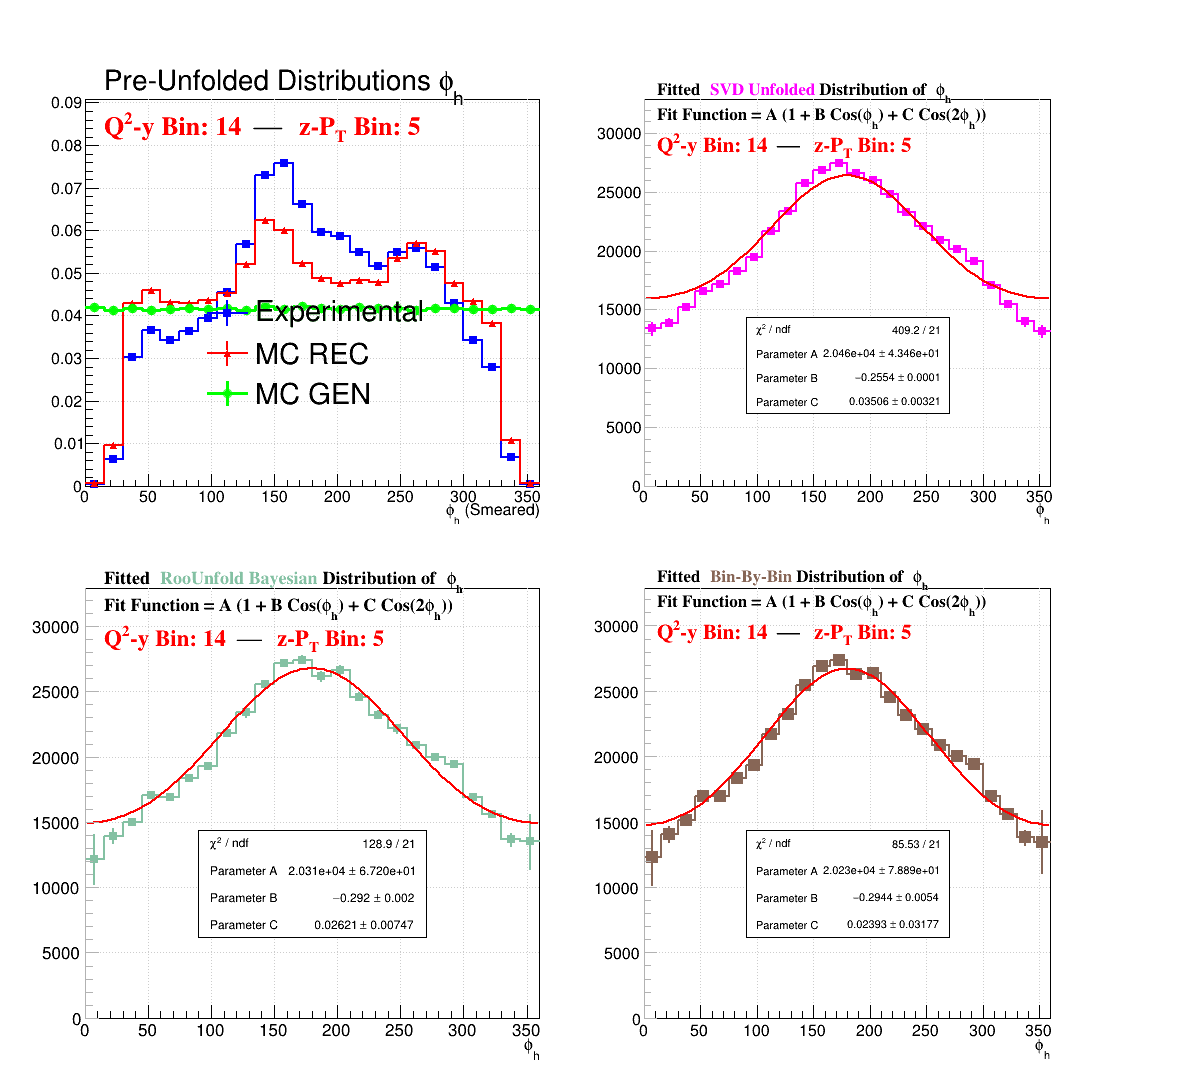 Pre-Unfolded Distributions ϕh
Q2-y Bin: 14 — z-PT Bin: 5
0.09
0.08
0.07
0.06
0.05
0.04
0.03
0.02
0.01
0
Experimental
MC REC
MC GEN
0 50 100 150 200 250 300 350
ϕh (Smeared)
Fitted SVD Unfolded Distribution of ϕh
Fit Function = A (1 + B Cos(ϕh) + C Cos(2ϕh))
Q2-y Bin: 14 — z-PT Bin: 5
30000
25000
20000
15000
10000
5000
0
χ2 / ndf 409.2 / 21
Parameter A 2.046e+04 ± 4.346e+01
Parameter B −0.2554 ± 0.0001
Parameter C 0.03506 ± 0.00321
0 50 100 150 200 250 300 350
ϕh
Fitted RooUnfold Bayesian Distribution of ϕh
Fit Function = A (1 + B Cos(ϕh) + C Cos(2ϕh))
Q2-y Bin: 14 — z-PT Bin: 5
30000
25000
20000
15000
10000
5000
0
χ2 / ndf 128.9 / 21
Parameter A 2.031e+04 ± 6.720e+01
Parameter B −0.292 ± 0.002
Parameter C 0.02621 ± 0.00747
0 50 100 150 200 250 300 350
ϕh
Fitted Bin-By-Bin Distribution of ϕh
Fit Function = A (1 + B Cos(ϕh) + C Cos(2ϕh))
Q2-y Bin: 14 — z-PT Bin: 5
30000
25000
20000
15000
10000
5000
0
χ2 / ndf 85.53 / 21
Parameter A 2.023e+04 ± 7.889e+01
Parameter B −0.2944 ± 0.0054
Parameter C 0.02393 ± 0.03177
0 50 100 150 200 250 300 350
ϕh